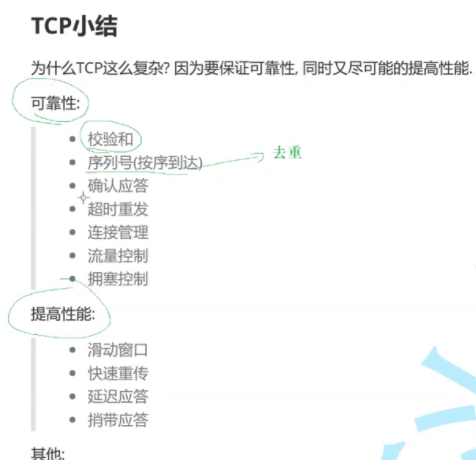 TCP小结
为什么TCP这么复杂? 因为要保证可靠性, 同时又尽可能的提高性能.
可靠性:
校验和
序列号(按序到达) 去重
确认应答
超时重发
连接管理
流量控制
拥塞控制
提高性能:
滑动窗口
快速重传
延迟应答
捎带应答
其他: